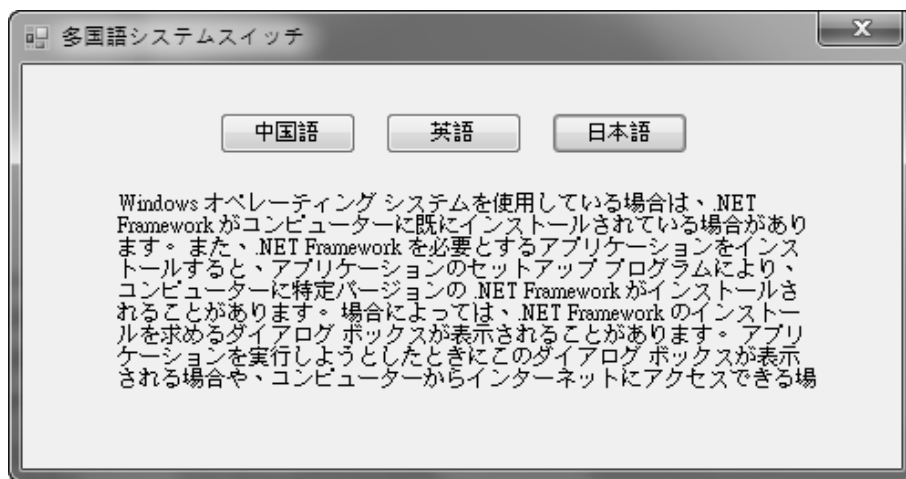 多国語システムスイッチ
中国語 英語 日本語
Windows オペレーティング システムを使用している場合は、.NET
Framework がコンピューターに既にインストールされている場合があり
ます。 また、.NET Framework を必要とするアプリケーションをインス
トールすると、アプリケーションのセットアップ プログラムにより、
コンピューターに特定バージョンの .NET Framework がインストールさ
れることがあります。 場合によっては、.NET Framework のインストー
ルを求めるダイアログ ボックスが表示されることがあります。 アプリ
ケーションを実行しようとしたときにこのダイアログ ボックスが表示
される場合や、コンピューターからインターネットにアクセスできる場